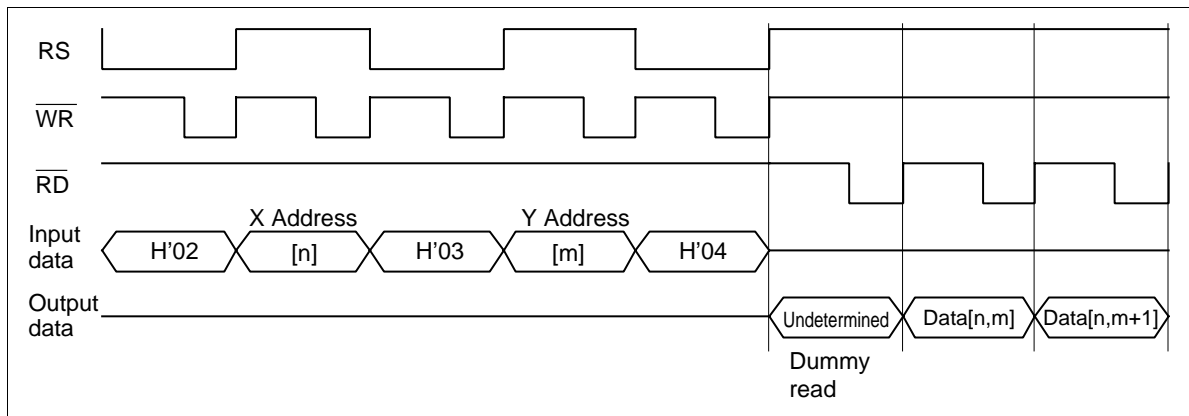 RS
WR
RD
X Address
Y Address
Input
data
H’02
[n]
H’03
[m]
H’04
Output
data
Undetermined
Data[n,m]
Data[n,m+1]
Dummy
read